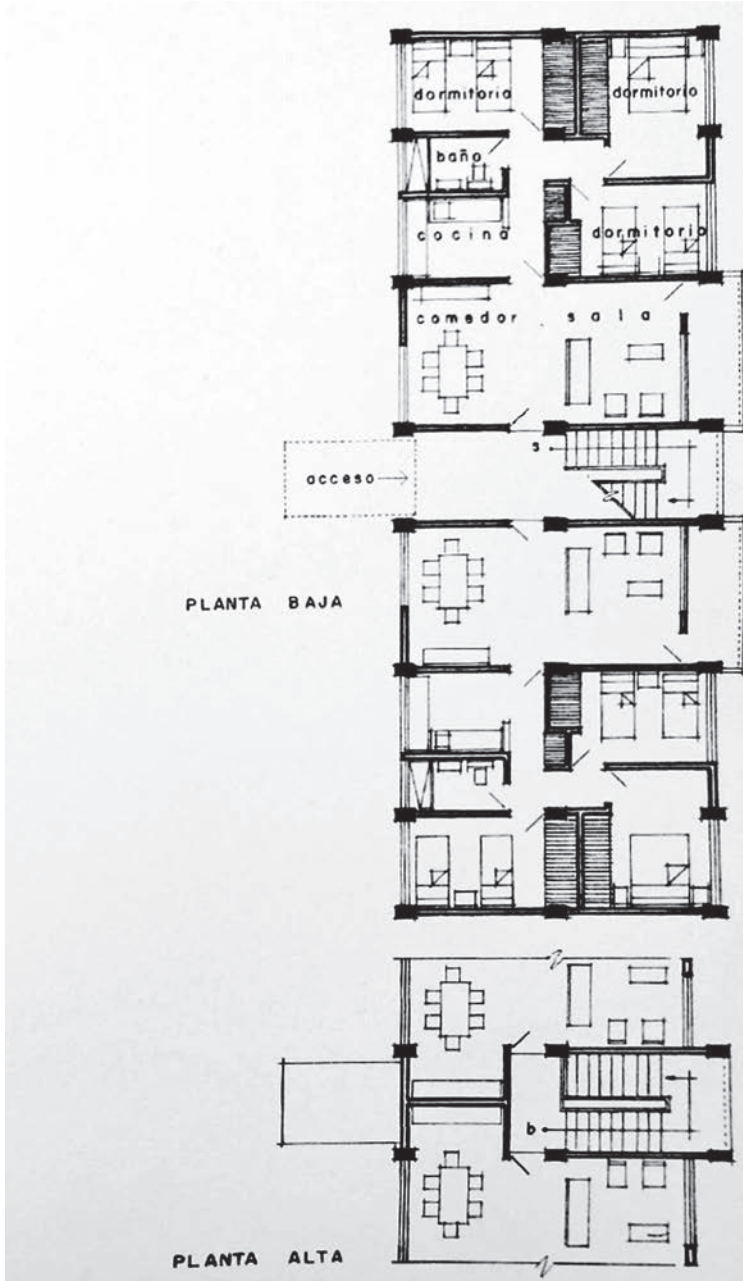 dormitorio
dormitorio
baño
cocina
dormitorio
comedor
sala
s
acceso
PLANTA BAJA
b
PLANTA ALTA